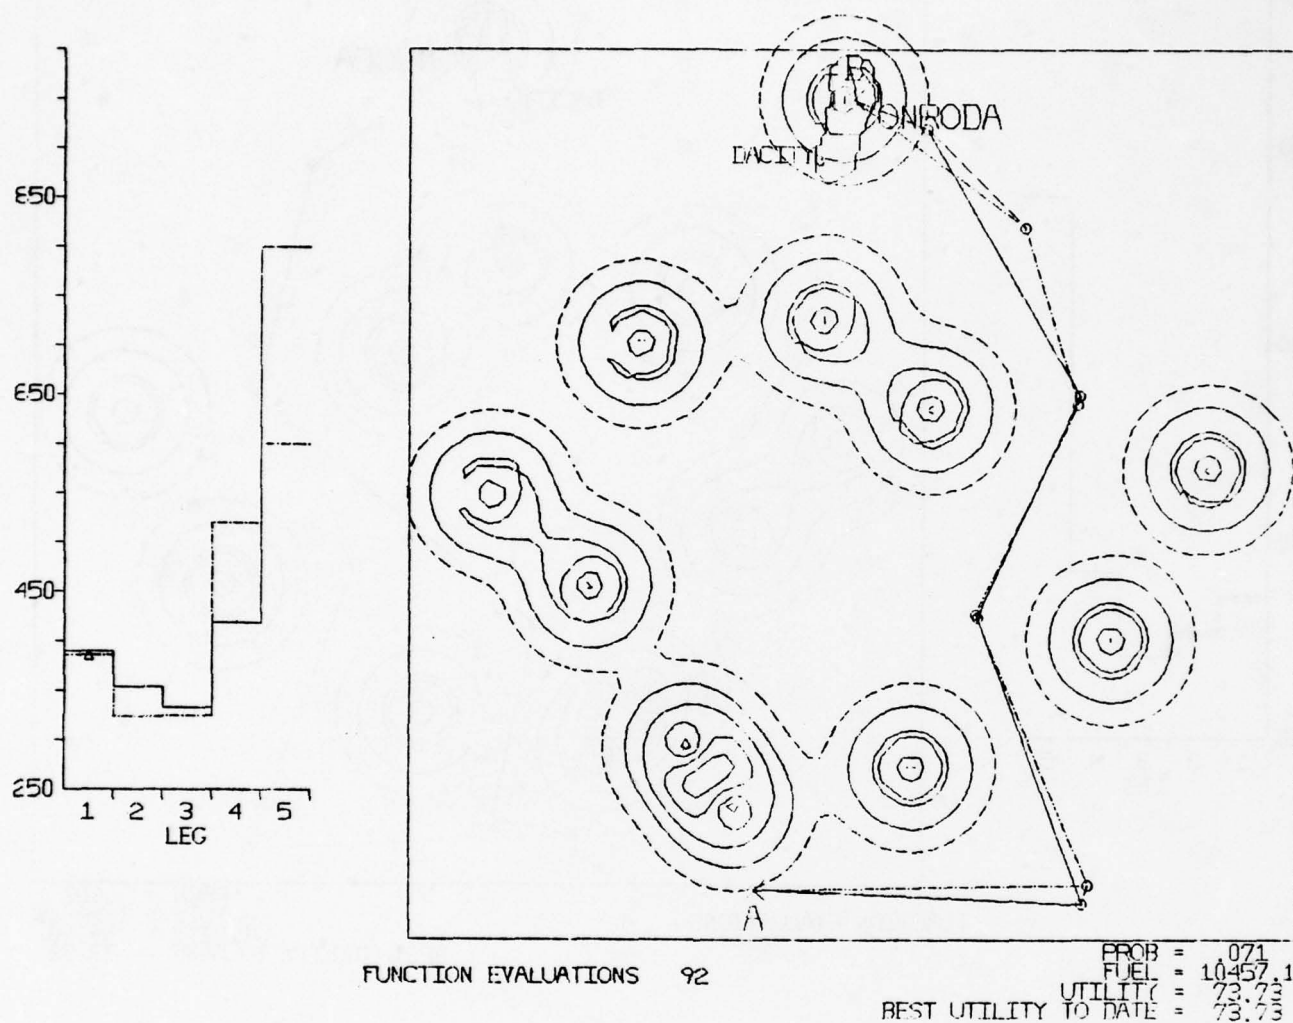 B
ONRODA
DACITY
850
650
450
250
1 2 3 4 5
LEG
A
FUNCTION EVALUATIONS 92
PROB = .071
FUEL = 10457.1
UTILITY = 73.73
BEST UTILITY TO DATE = 73.73